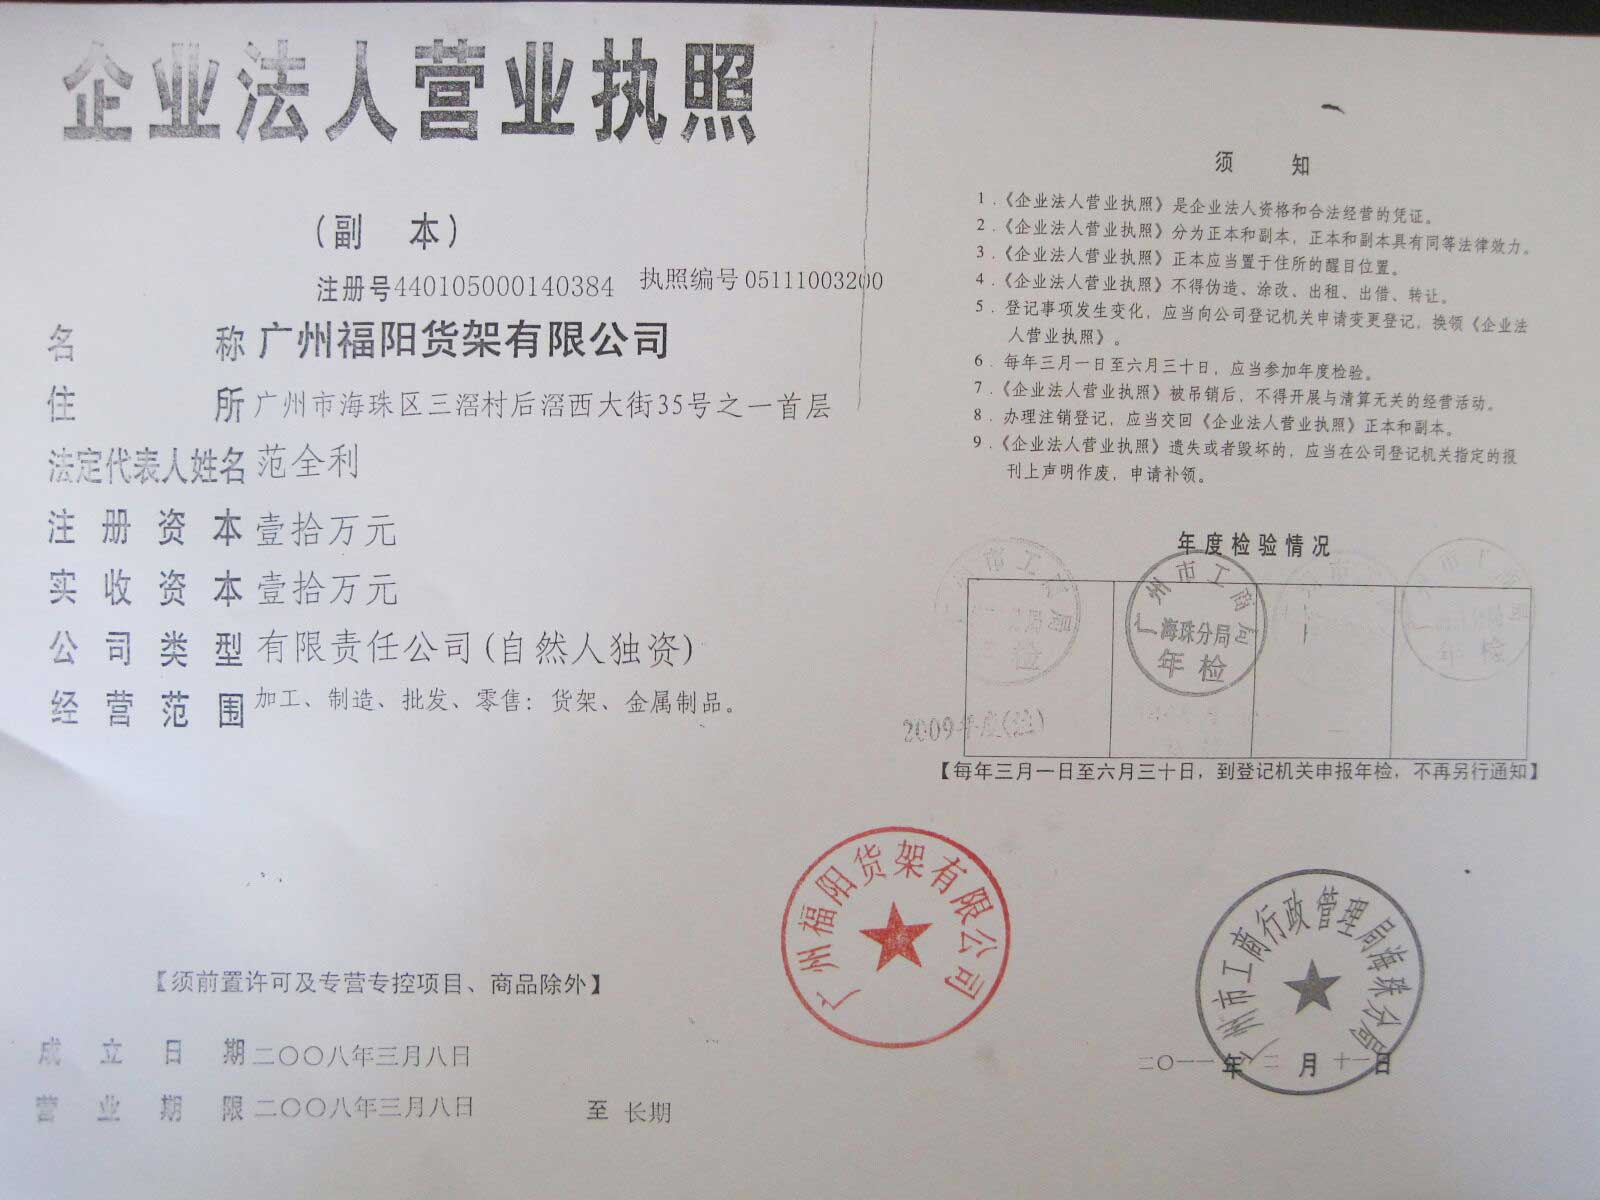 企业法人营业执照
（副 本）
注册号440105000140384 执照编号05111003200
名 称 广州福阳货架有限公司
住 所 广州市海珠区三滘村后滘西大街35号之一首层
法定代表人姓名 范全利
注册资本 壹拾万元
实收资本 壹拾万元
公司类型 有限责任公司(自然人独资)
经营范围 加工、制造、批发、零售：货架、金属制品。
【须前置许可及专营专控项目、商品除外】
成立日期 二〇〇八年三月八日
营业期限 二〇〇八年三月八日 至 长期
须 知
1．《企业法人营业执照》是企业法人资格和合法经营的凭证。
2．《企业法人营业执照》分为正本和副本，正本和副本具有同等法律效力。
3．《企业法人营业执照》正本应当置于住所的醒目位置。
4．《企业法人营业执照》不得伪造、涂改、出租、出借、转让。
5．登记事项发生变化，应当向公司登记机关申请变更登记，换领《企业法
人营业执照》。
6．每年三月一日至六月三十日，应当参加年度检验。
7．《企业法人营业执照》被吊销后，不得开展与清算无关的经营活动。
8．办理注销登记，应当交回《企业法人营业执照》正本和副本。
9．《企业法人营业执照》遗失或者毁坏的，应当在公司登记机关指定的报
刊上声明作废，申请补领。
年度检验情况
广州市工商局
海珠分局
年检
2009年度
【每年三月一日至六月三十日，到登记机关申报年检，不再另行通知】
广州福阳货架有限公司
广州市工商行政管理局海珠分局
二〇一一年二月十一日